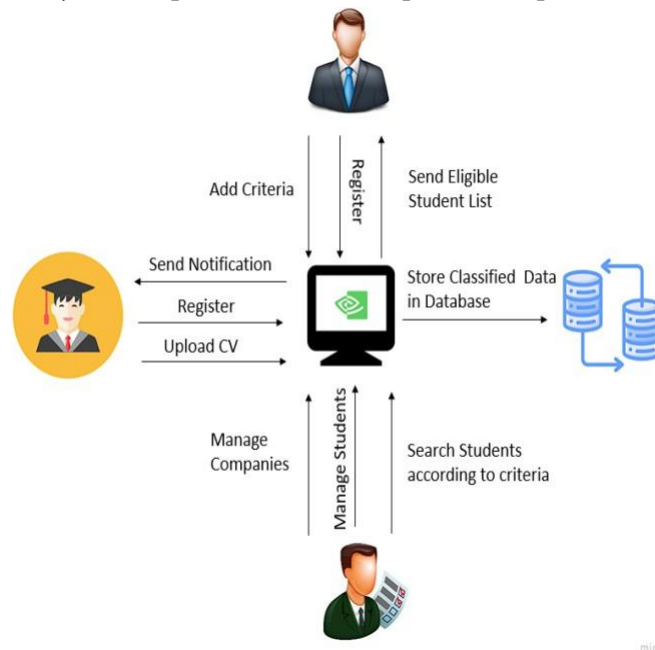 Add Criteria
Register
Send Eligible
Student List
Send Notification
Register
Upload CV
Store Classified Data
in Database
Manage
Companies
Manage Students
Search Students
according to criteria